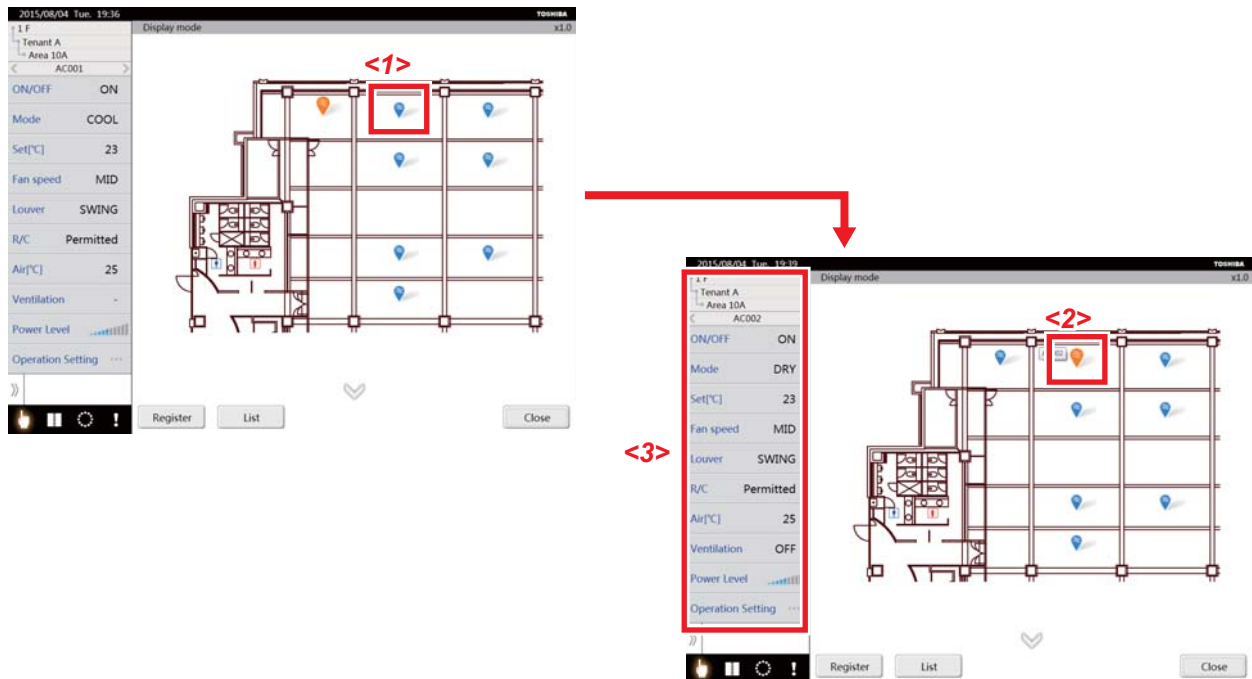 2015/08/04 Tue. 19:36 TOSHIBA
1 F Display mode x1.0
Tenant A
Area 10A
< AC001 >
<1>
ON/OFF ON
Mode COOL
Set[°C] 23
Fan speed MID
Louver SWING
R/C Permitted
Air[°C] 25
Ventilation -
Power Level
Operation Setting ...
Register List Close
2015/08/04 Tue. 19:39 TOSHIBA
1 F Display mode x1.0
Tenant A
Area 10A
< AC002
<2>
ON/OFF ON
Mode DRY
Set[°C] 23
Fan speed MID
<3>
Louver SWING
R/C Permitted
Air[°C] 25
Ventilation OFF
Power Level
Operation Setting ...
Register List Close